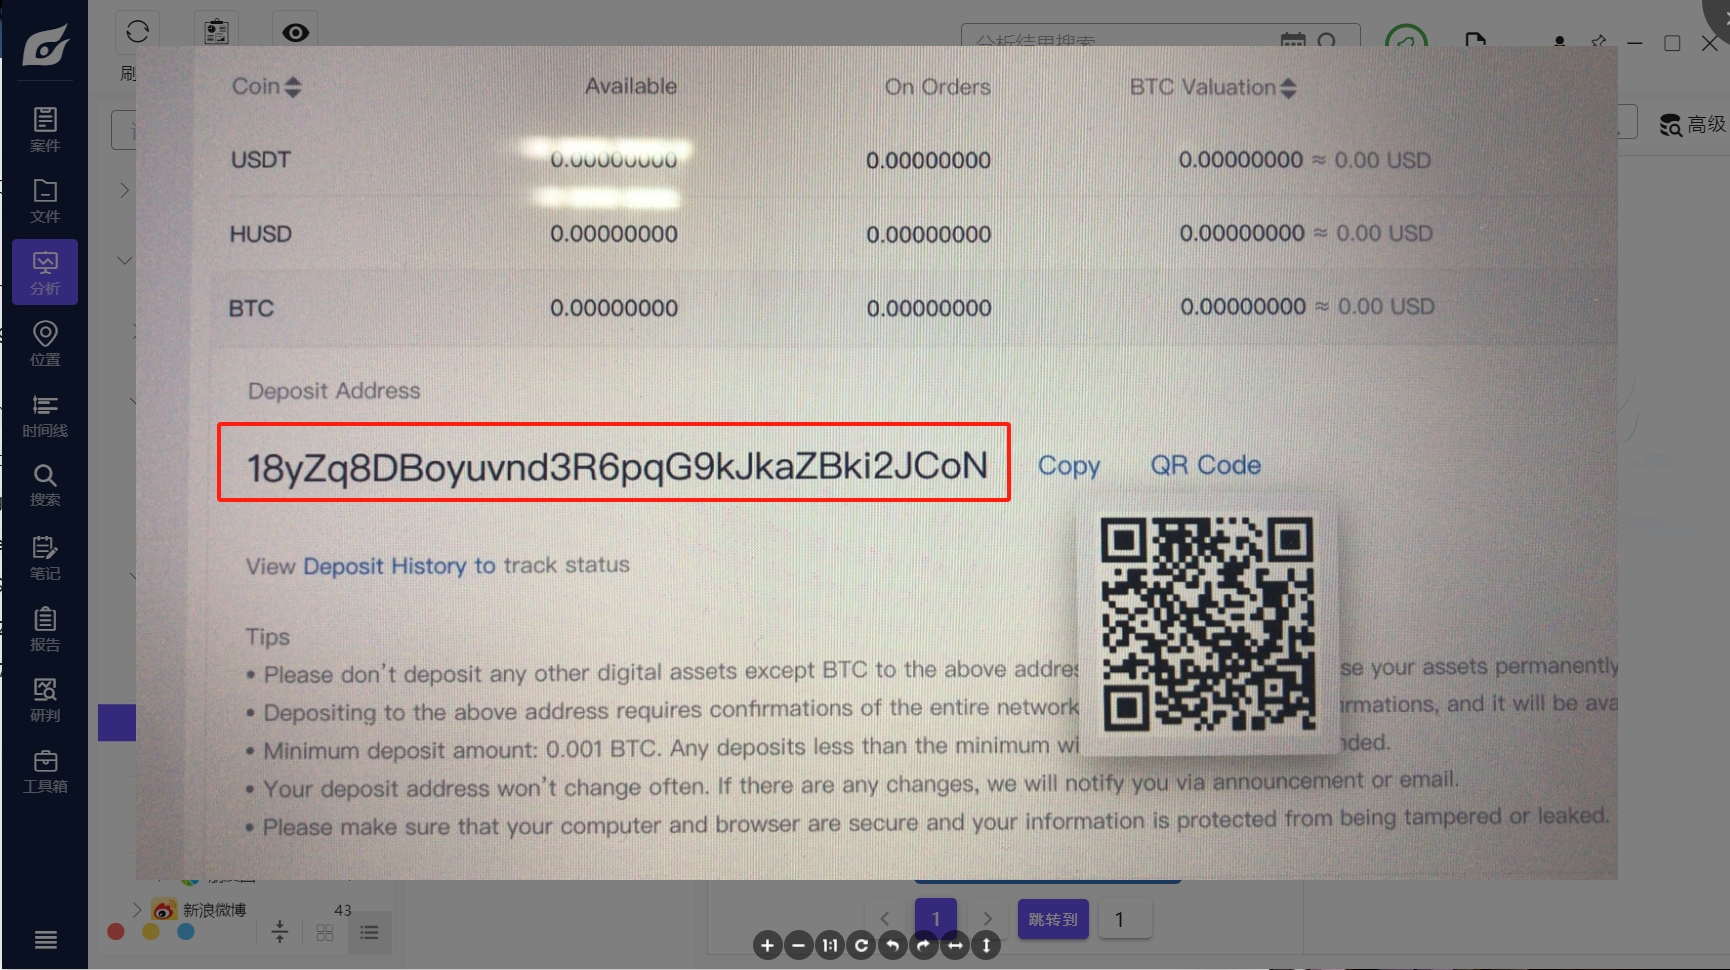 分析结果搜索
刷
高级
案件
文件
分析
位置
时间线
搜索
笔记
报告
研判
工具箱
Coin Available On Orders BTC Valuation
USDT 0.00000000 0.00000000 0.00000000 ≈ 0.00 USD
HUSD 0.00000000 0.00000000 0.00000000 ≈ 0.00 USD
BTC 0.00000000 0.00000000 0.00000000 ≈ 0.00 USD
Deposit Address
18yZq8DBoyuvnd3R6pqG9kJkaZBki2JCoN Copy QR Code
View Deposit History to track status
Tips
• Please don't deposit any other digital assets except BTC to the above addres se your assets permanently
• Depositing to the above address requires confirmations of the entire network irmations, and it will be ava
• Minimum deposit amount: 0.001 BTC. Any deposits less than the minimum wi nded.
• Your deposit address won't change often. If there are any changes, we will notify you via announcement or email.
• Please make sure that your computer and browser are secure and your information is protected from being tampered or leaked.
新浪微博 43
1 跳转到 1
1:1